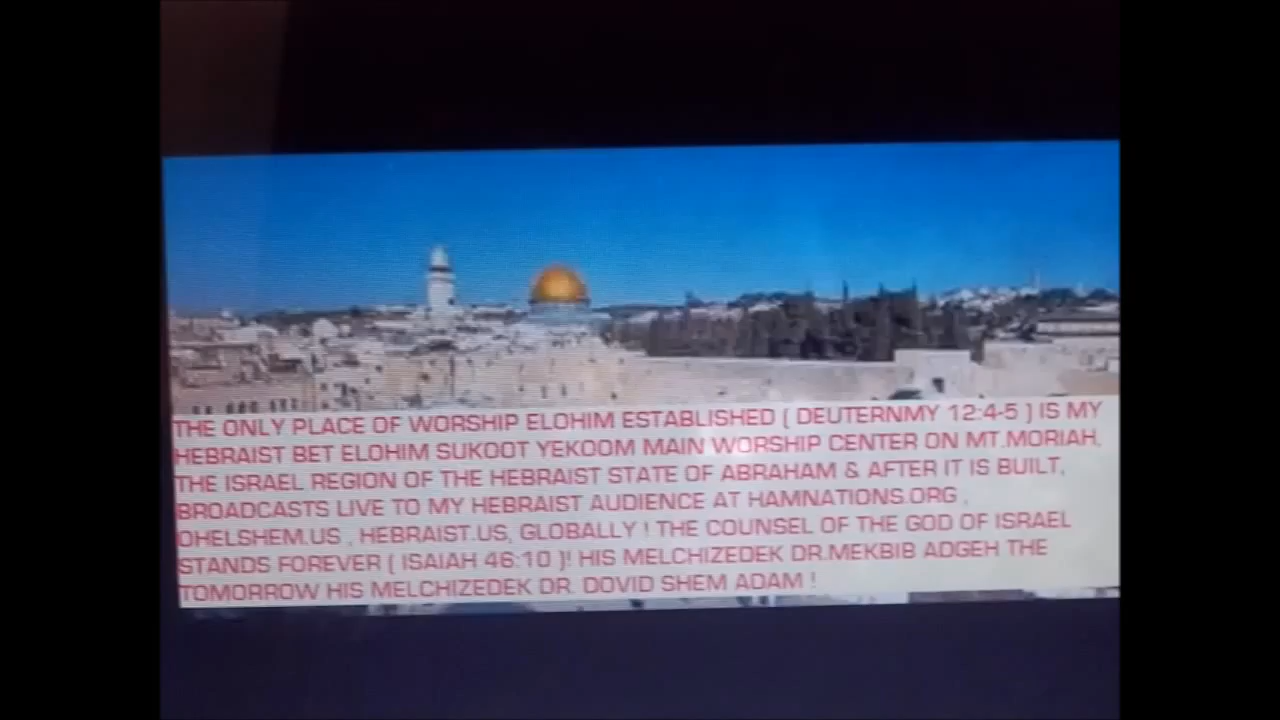 THE ONLY PLACE OF WORSHIP ELOHIM ESTABLISHED ( DEUTERNMY 12:4-5 ) IS MY
HEBRAIST BET ELOHIM SUKOOT YEKOOM MAIN WORSHIP CENTER ON MT.MORIAH,
THE ISRAEL REGION OF THE HEBRAIST STATE OF ABRAHAM & AFTER IT IS BUILT,
BROADCASTS LIVE TO MY HEBRAIST AUDIENCE AT HAMNATIONS.ORG ,
OHELSHEM.US , HEBRAIST.US, GLOBALLY ! THE COUNSEL OF THE GOD OF ISRAEL
STANDS FOREVER ( ISAIAH 46:10 )! HIS MELCHIZEDEK DR.MEKBIB ADGEH THE
TOMORROW HIS MELCHIZEDEK DR. DOVID SHEM ADAM !